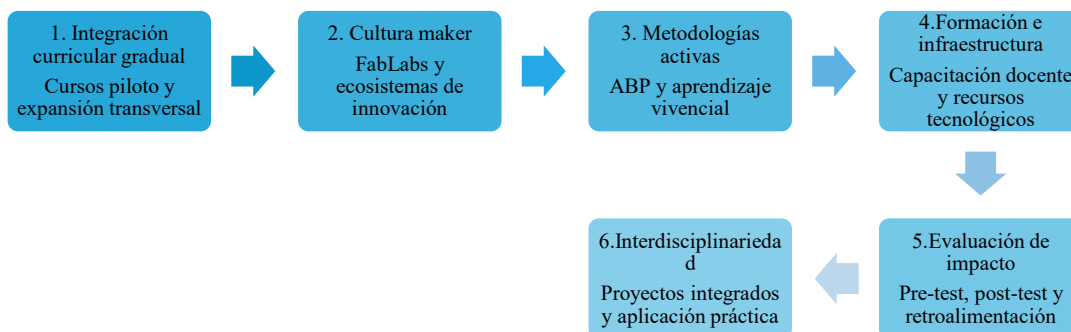 1. Integración
curricular gradual
Cursos piloto y
expansión transversal
2. Cultura maker
FabLabs y
ecosistemas de
innovación
3. Metodologías
activas
ABP y aprendizaje
vivencial
4.Formación e
infraestructura
Capacitación docente
y recursos
tecnológicos
5.Evaluación de
impacto
Pre-test, post-test y
retroalimentación
6.Interdisciplinarieda
d
Proyectos integrados
y aplicación práctica